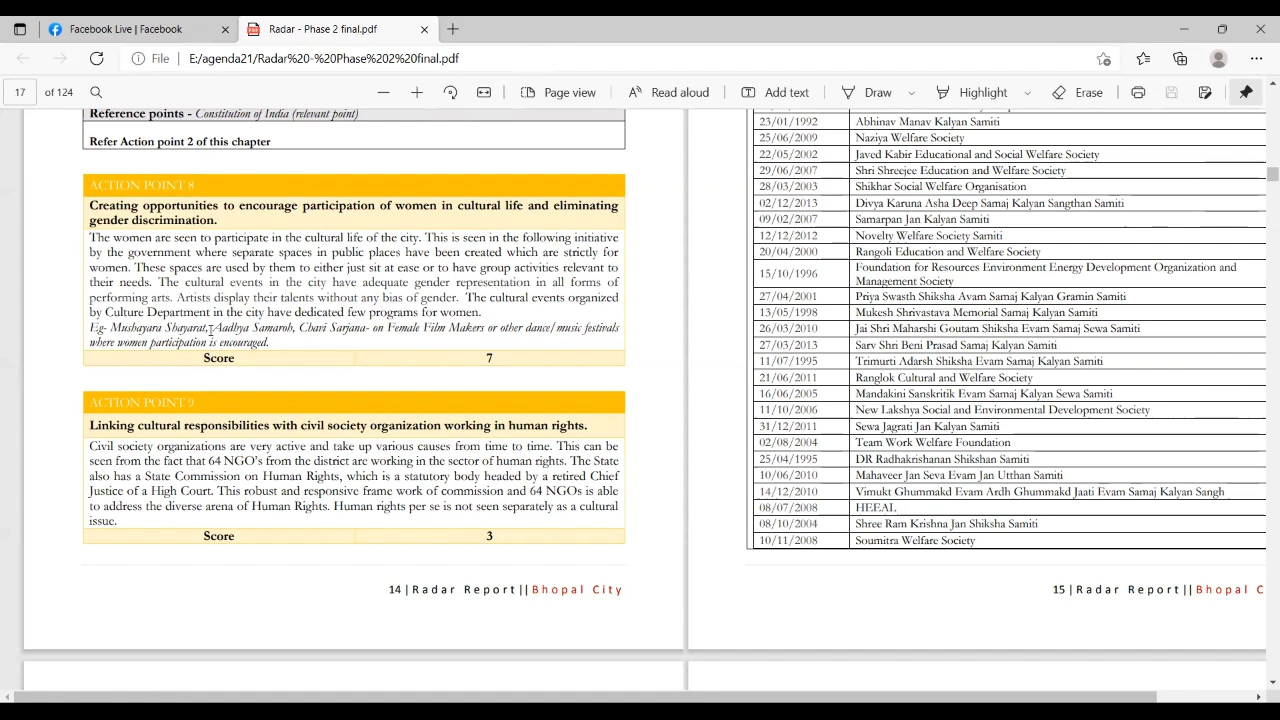 Facebook Live | Facebook
Radar - Phase 2 final.pdf
File
E:/agenda21/Radar%20-%20Phase%202%20final.pdf
17
of 124
Page view
Read aloud
Add text
Draw
Highlight
Erase
Reference points - Constitution of India (relevant point)
Refer Action point 2 of this chapter
ACTION POINT 8
Creating opportunities to encourage participation of women in cultural life and eliminating
gender discrimination.
The women are seen to participate in the cultural life of the city. This is seen in the following initiative
by the government where separate spaces in public places have been created which are strictly for
women. These spaces are used by them to either just sit at ease or to have group activities relevant to
their needs. The cultural events in the city have adequate gender representation in all forms of
performing arts. Artists display their talents without any bias of gender. The cultural events organized
by Culture Department in the city have dedicated few programs for women.
Eg- Mushayara Shayarat, Aadhya Samaroh, Chavi Sarjana- on Female Film Makers or other dance/music festivals
where women participation is encouraged.
Score 7
ACTION POINT 9
Linking cultural responsibilities with civil society organization working in human rights.
Civil society organizations are very active and take up various causes from time to time. This can be
seen from the fact that 64 NGO's from the district are working in the sector of human rights. The State
also has a State Commission on Human Rights, which is a statutory body headed by a retired Chief
Justice of a High Court. This robust and responsive frame work of commission and 64 NGOs is able
to address the diverse arena of Human Rights. Human rights per se is not seen separately as a cultural
issue.
Score 3
14|Radar Report||Bhopal City
23/01/1992 Abhinav Manav Kalyan Samiti
25/06/2009 Naziya Welfare Society
22/05/2002 Javed Kabir Educational and Social Welfare Society
29/06/2007 Shri Shreejee Education and Welfare Society
28/03/2003 Shikhar Social Welfare Organisation
02/12/2013 Divya Karuna Asha Deep Samaj Kalyan Sangthan Samiti
09/02/2007 Samarpan Jan Kalyan Samiti
12/12/2012 Novelty Welfare Society Samiti
20/04/2000 Rangoli Education and Welfare Society
15/10/1996 Foundation for Resources Environment Energy Development Organization and
Management Society
27/04/2001 Priya Swasth Shiksha Avam Samaj Kalyan Gramin Samiti
13/05/1998 Mukesh Shrivastava Memorial Samaj Kalyan Samiti
26/03/2010 Jai Shri Maharshi Goutam Shiksha Evam Samaj Sewa Samiti
27/03/2013 Sarv Shri Beni Prasad Samaj Kalyan Samiti
11/07/1995 Trimurti Adarsh Shiksha Evam Samaj Kalyan Samiti
21/06/2011 Ranglok Cultural and Welfare Society
16/06/2005 Mandakini Sanskritik Evam Samaj Kalyan Sewa Samiti
11/10/2006 New Lakshya Social and Environmental Development Society
31/12/2011 Sewa Jagrati Jan Kalyan Samiti
02/08/2004 Team Work Welfare Foundation
25/04/1995 DR Radhakrishanan Shikshan Samiti
10/06/2010 Mahaveer Jan Seva Evam Jan Utthan Samiti
14/12/2010 Vimukt Ghummakd Evam Ardh Ghummakd Jaati Evam Samaj Kalyan Sangh
08/07/2008 HEEAL
08/10/2004 Shree Ram Krishna Jan Shiksha Samiti
10/11/2008 Soumitra Welfare Society
15|Radar Report||Bhopal C